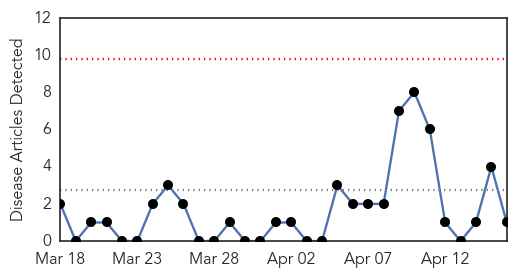 12
10
8
6
4
2
0
Disease Articles Detected
Mar 18
Mar 23
Mar 28
Apr 02
Apr 07
Apr 12